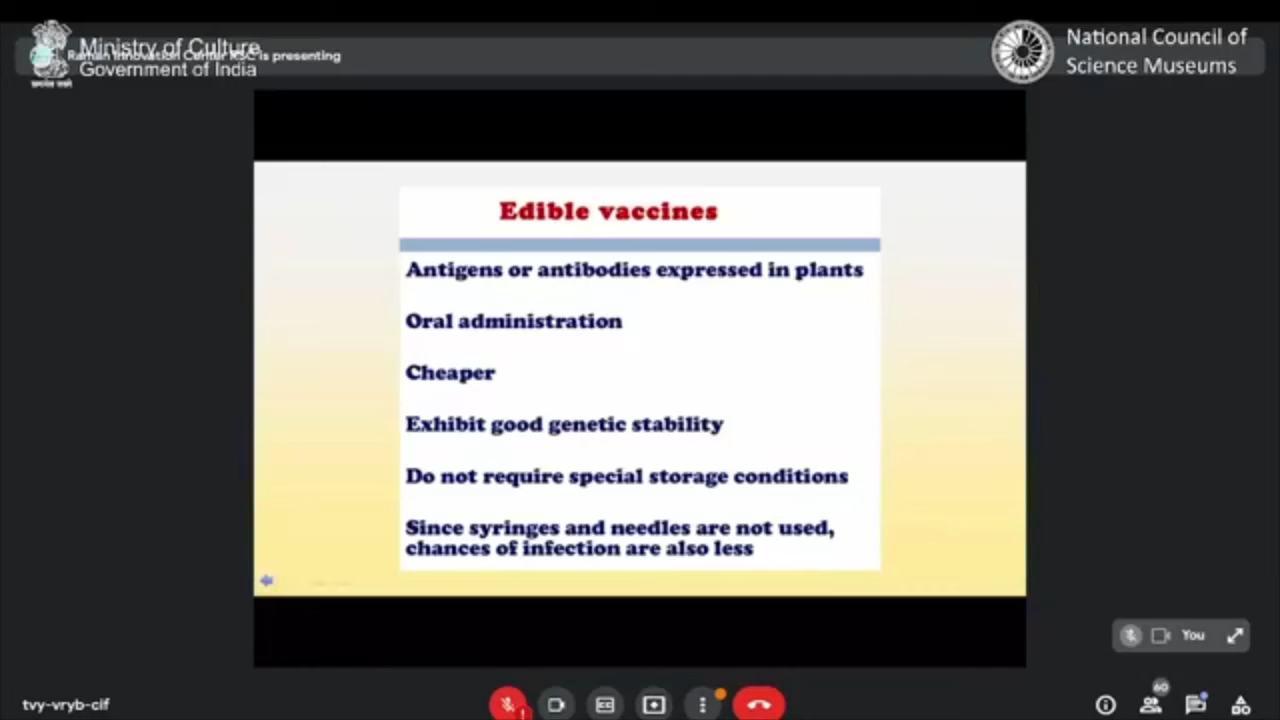 Ministry of Culture
Government of India
Raman Innovation Center RSC is presenting
National Council of
Science Museums
Edible vaccines
Antigens or antibodies expressed in plants
Oral administration
Cheaper
Exhibit good genetic stability
Do not require special storage conditions
Since syringes and needles are not used,
chances of infection are also less
You
60
tvy-vryb-cif